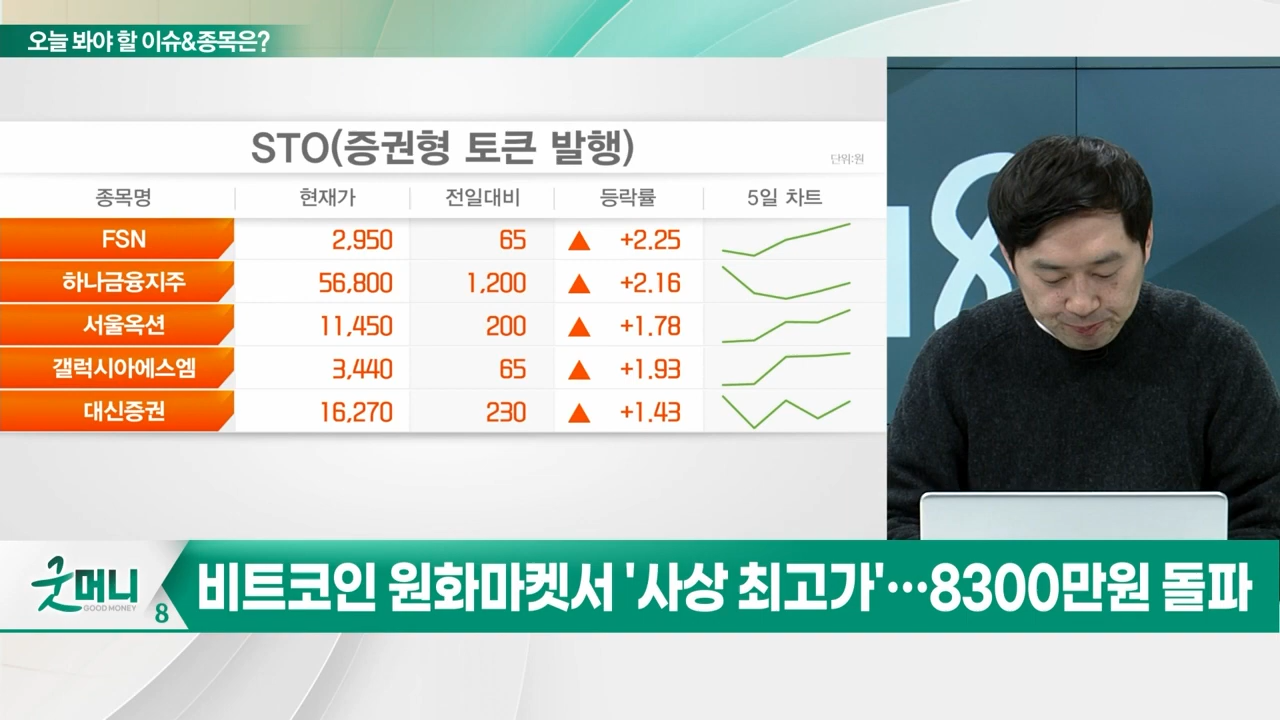 오늘 봐야 할 이슈&종목은?
STO(증권형 토큰 발행)
단위:원
종목명 현재가 전일대비 등락률 5일 차트
FSN 2,950 65 ▲ +2.25
하나금융지주 56,800 1,200 ▲ +2.16
서울옥션 11,450 200 ▲ +1.78
갤럭시아에스엠 3,440 65 ▲ +1.93
대신증권 16,270 230 ▲ +1.43
8
굿머니
GOOD MONEY
8
비트코인 원화마켓서 '사상 최고가'…8300만원 돌파